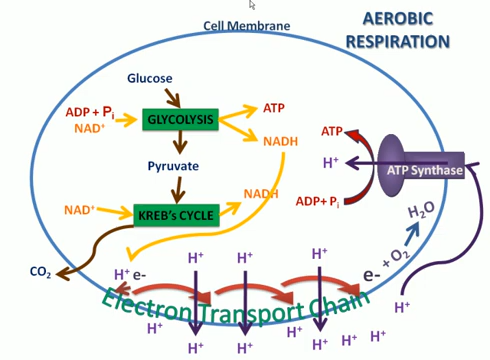 AEROBIC
RESPIRATION
Cell Membrane
Glucose
ADP + Pi
NAD+
GLYCOLYSIS
ATP
NADH
Pyruvate
NAD+
KREB's CYCLE
NADH
CO2
ATP
H+
ADP+ Pi
ATP Synthase
H2O
e- + O2
H+ e-
H+
H+
H+
H+
Electron Transport Chain
H+
H+
H+
H+
H+
H+
H+